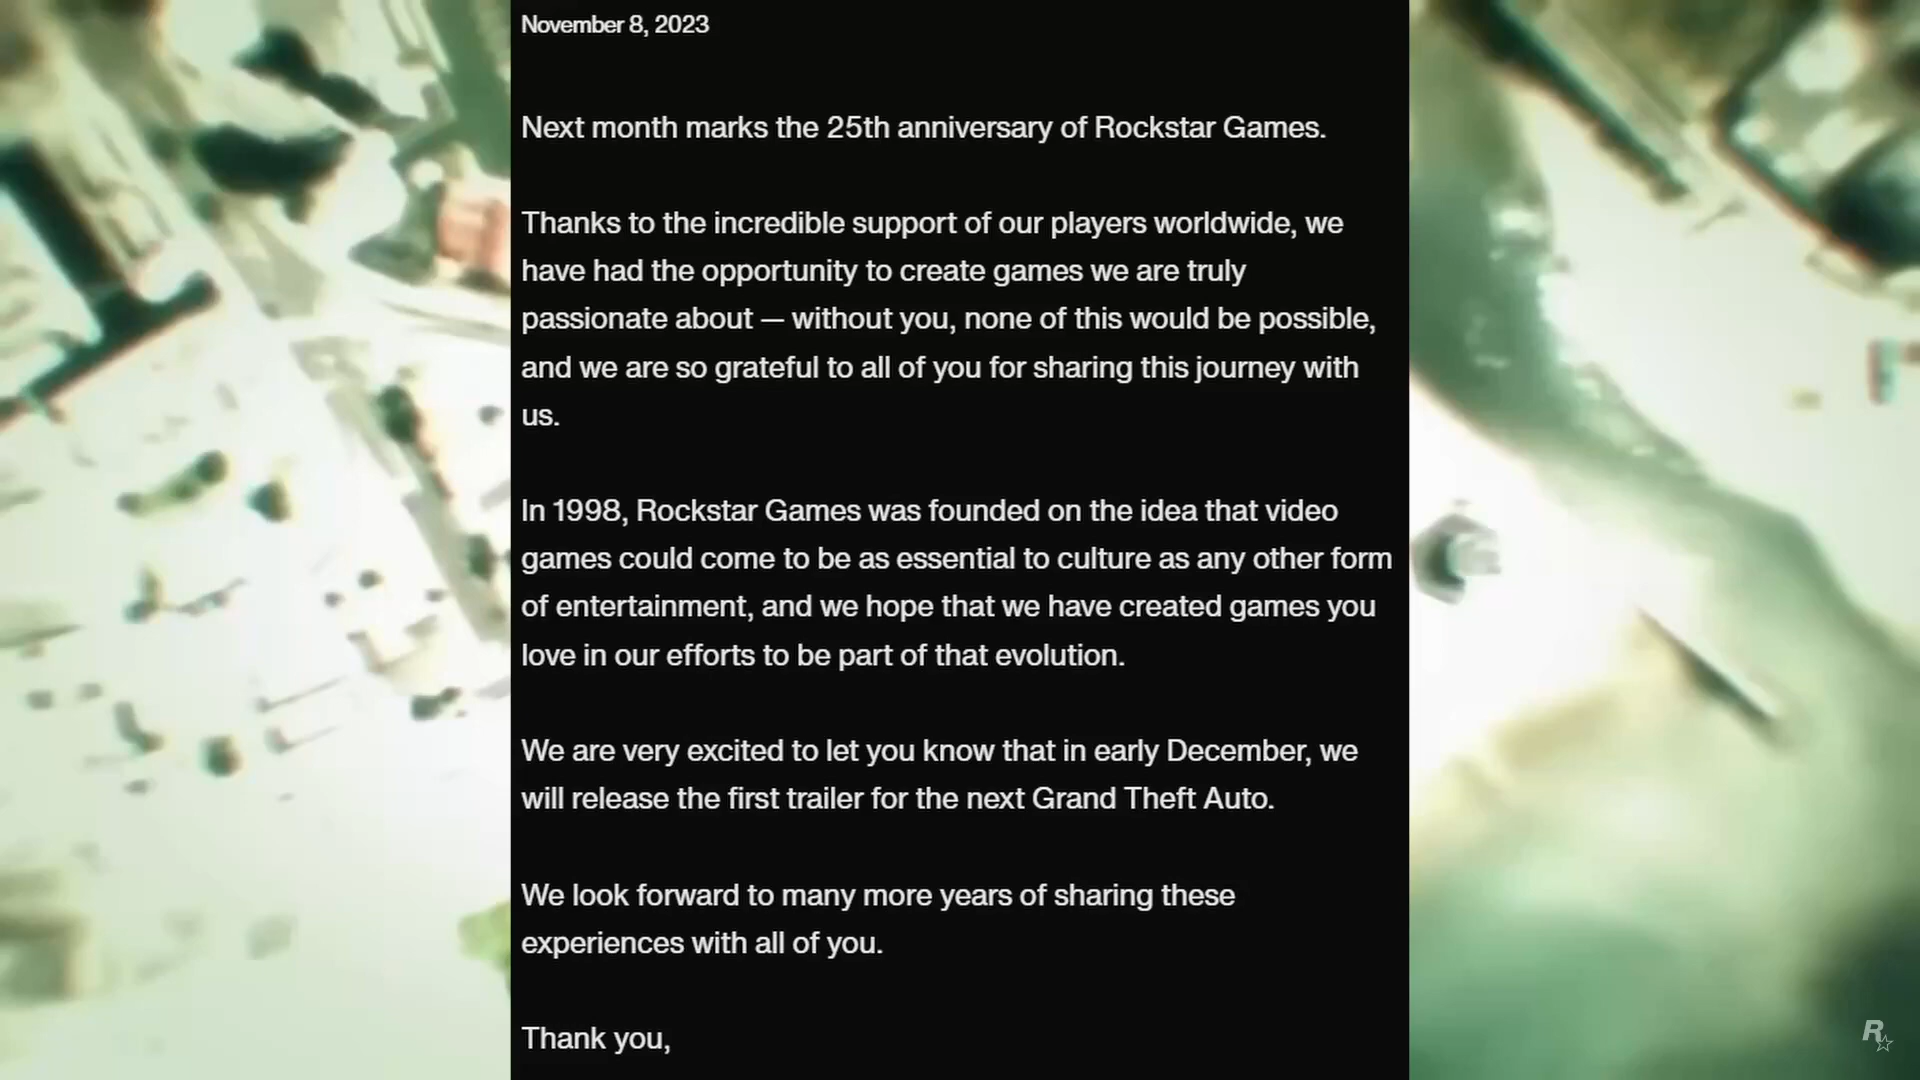 November 8, 2023
Next month marks the 25th anniversary of Rockstar Games.
Thanks to the incredible support of our players worldwide, we
have had the opportunity to create games we are truly
passionate about — without you, none of this would be possible,
and we are so grateful to all of you for sharing this journey with
us.
In 1998, Rockstar Games was founded on the idea that video
games could come to be as essential to culture as any other form
of entertainment, and we hope that we have created games you
love in our efforts to be part of that evolution.
We are very excited to let you know that in early December, we
will release the first trailer for the next Grand Theft Auto.
We look forward to many more years of sharing these
experiences with all of you.
Thank you,
R